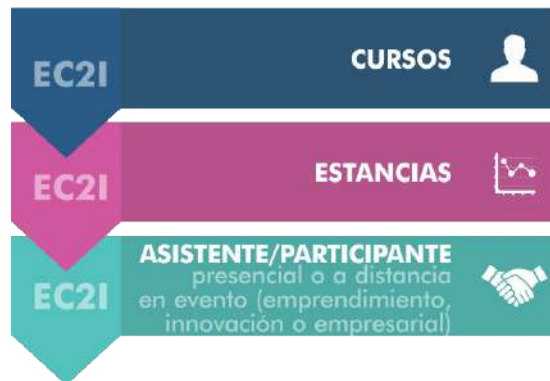 EC2I
CURSOS
EC2I
ESTANCIAS
EC2I
ASISTENTE/PARTICIPANTE
presencial o a distancia
en evento (emprendimiento,
innovación o empresarial)